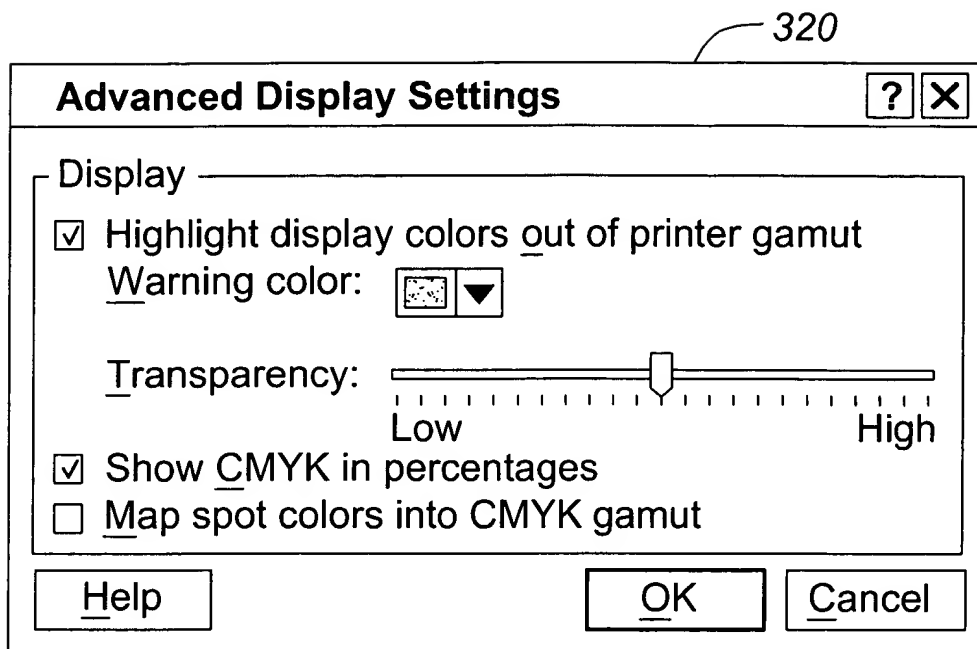 320
Advanced Display Settings ? X
Display
Highlight display colors out of printer gamut
Warning color:
Transparency:
Low High
Show CMYK in percentages
Map spot colors into CMYK gamut
Help OK Cancel